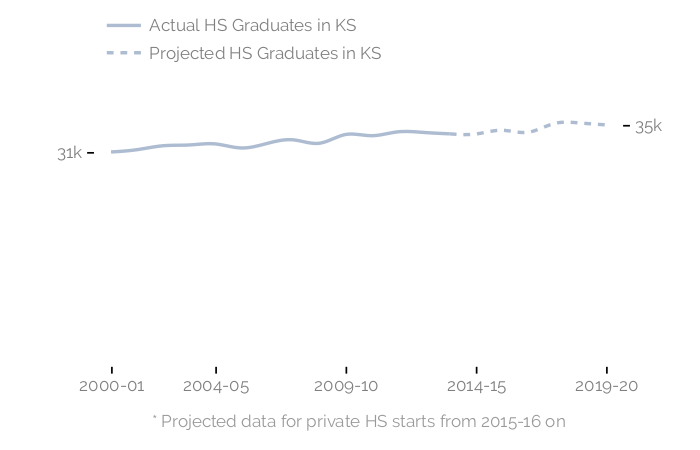 Actual HS Graduates in KS
Projected HS Graduates in KS
35k
31k
2000-01 2004-05 2009-10 2014-15 2019-20
* Projected data for private HS starts from 2015-16 on